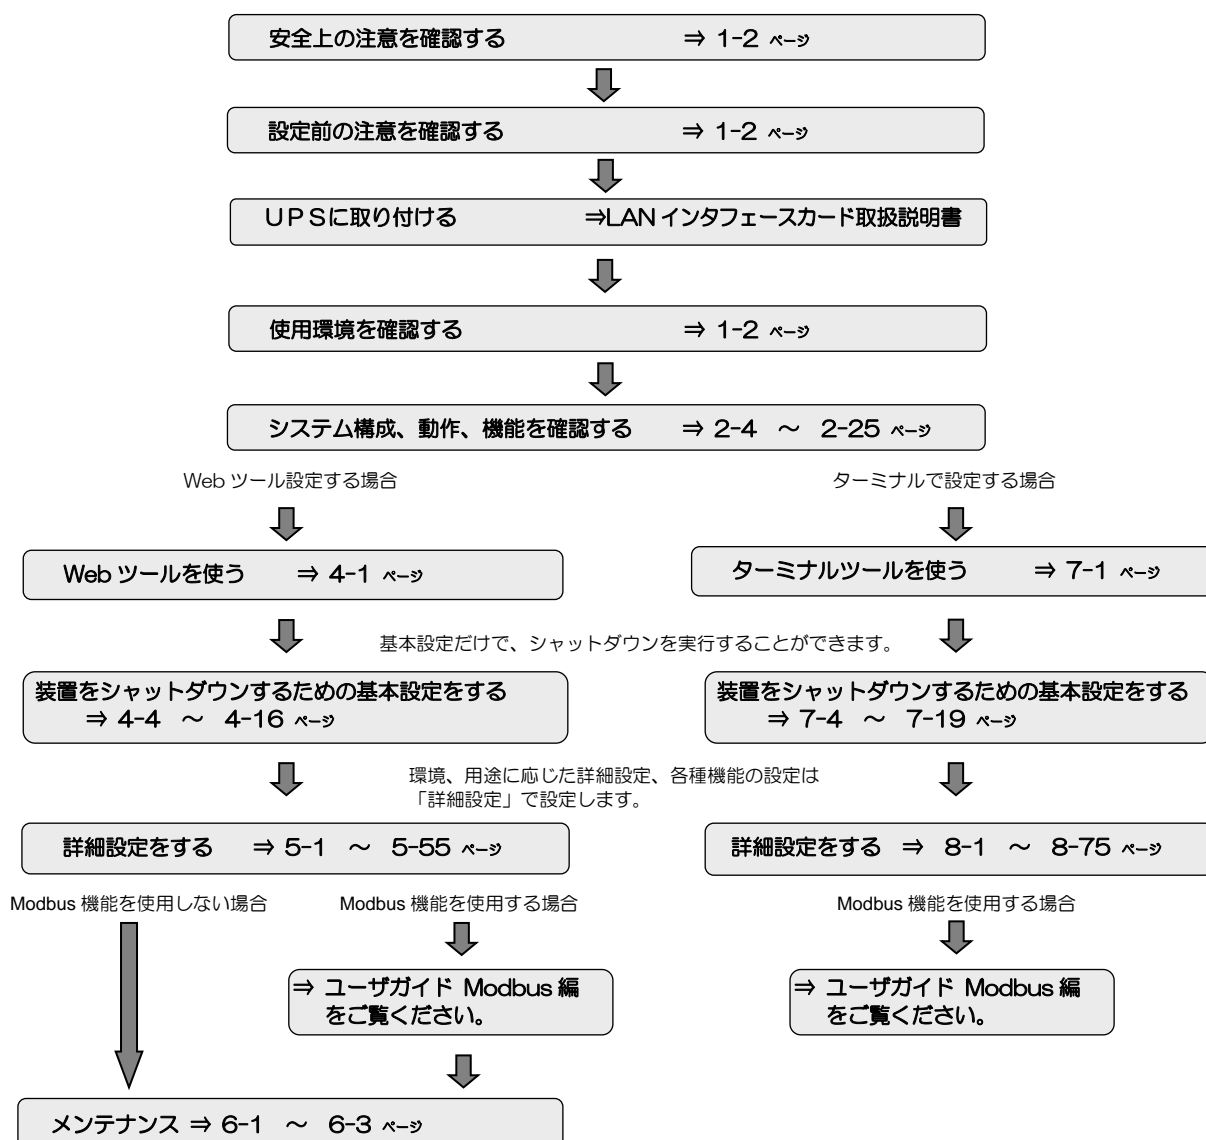 安全上の注意を確認する ⇒ 1-2 ページ
設定前の注意を確認する ⇒ 1-2 ページ
ＵＰＳに取り付ける ⇒LAN インタフェースカード取扱説明書
使用環境を確認する ⇒ 1-2 ページ
システム構成、動作、機能を確認する ⇒ 2-4 ～ 2-25 ページ
Web ツール設定する場合
ターミナルで設定する場合
Web ツールを使う ⇒ 4-1 ページ
ターミナルツールを使う ⇒ 7-1 ページ
基本設定だけで、シャットダウンを実行することができます。
装置をシャットダウンするための基本設定をする
⇒ 4-4 ～ 4-16 ページ
装置をシャットダウンするための基本設定をする
⇒ 7-4 ～ 7-19 ページ
環境、用途に応じた詳細設定、各種機能の設定は
「詳細設定」で設定します。
詳細設定をする ⇒ 5-1 ～ 5-55 ページ
詳細設定をする ⇒ 8-1 ～ 8-75 ページ
Modbus 機能を使用しない場合
Modbus 機能を使用する場合
Modbus 機能を使用する場合
⇒ ユーザガイド Modbus 編
をご覧ください。
⇒ ユーザガイド Modbus 編
をご覧ください。
メンテナンス ⇒ 6-1 ～ 6-3 ページ